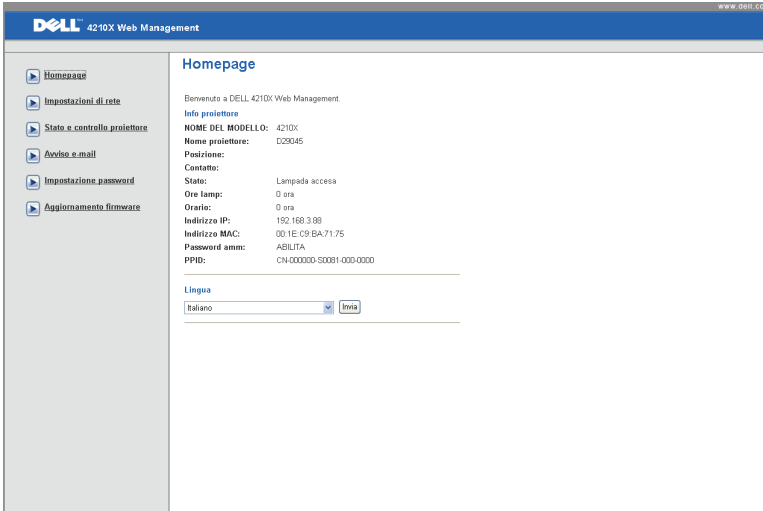 www.dell.co
DELL™ 4210X Web Management
Homepage
Impostazioni di rete
Stato e controllo proiettore
Avviso e-mail
Impostazione password
Aggiornamento firmware
Homepage
Benvenuto a DELL 4210X Web Management.
Info proiettore
NOME DEL MODELLO: 4210X
Nome proiettore: D29045
Posizione:
Contatto:
Stato: Lampada accesa
Ore lamp: 0 ora
Orario: 0 ora
Indirizzo IP: 192.168.3.88
Indirizzo MAC: 00:1E:C9:BA:71:75
Password amm: ABILITA
PPID: CN-000000-S0081-000-0000
Lingua
Italiano Invia